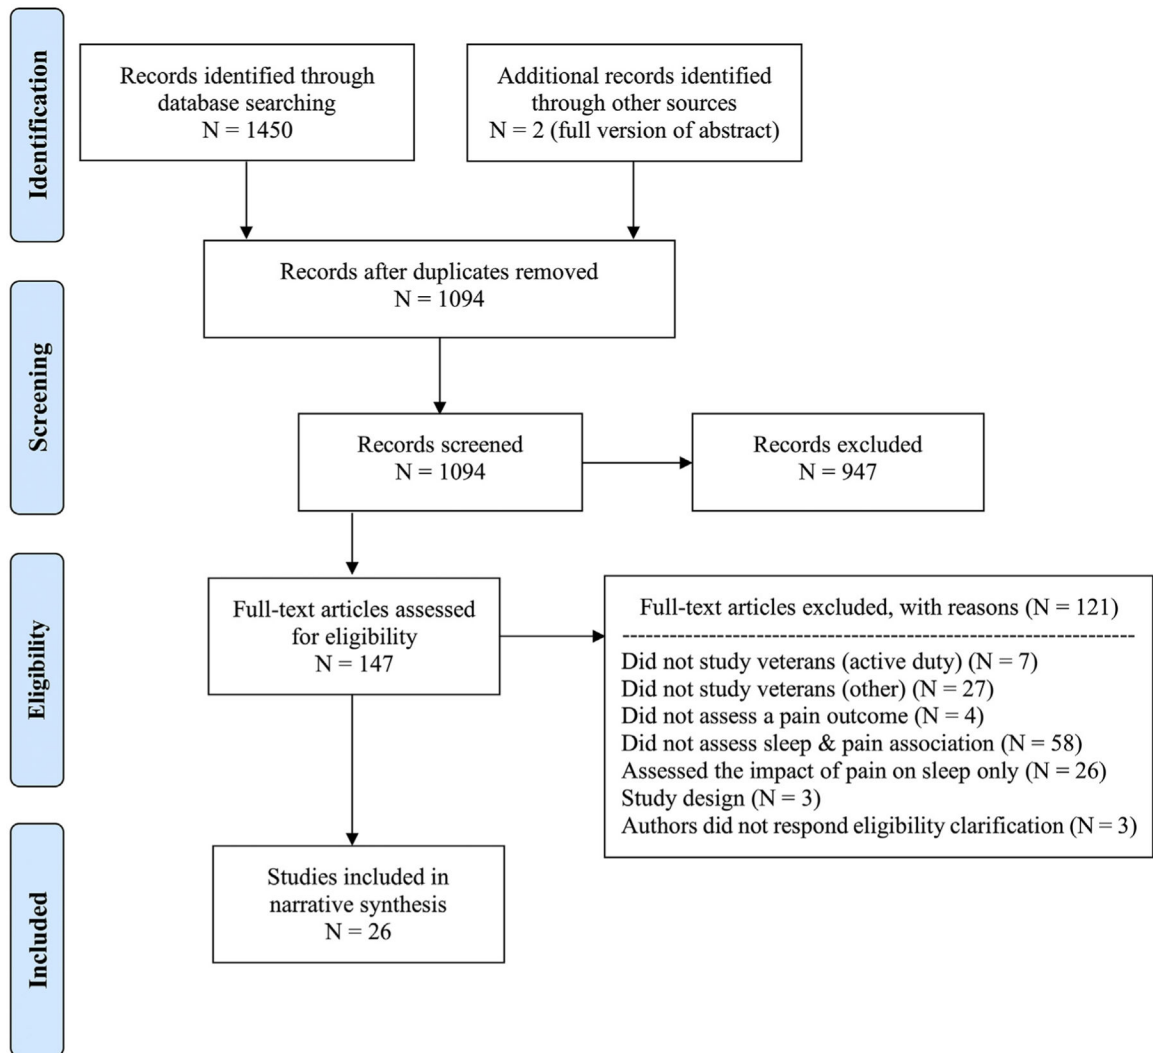 Identification
Records identified through
database searching
N = 1450
Additional records identified
through other sources
N = 2 (full version of abstract)
Records after duplicates removed
N = 1094
Screening
Records screened
N = 1094
Records excluded
N = 947
Eligibility
Full-text articles assessed
for eligibility
N = 147
Full-text articles excluded, with reasons (N = 121)
Did not study veterans (active duty) (N = 7)
Did not study veterans (other) (N = 27)
Did not assess a pain outcome (N = 4)
Did not assess sleep & pain association (N = 58)
Assessed the impact of pain on sleep only (N = 26)
Study design (N = 3)
Authors did not respond eligibility clarification (N = 3)
Included
Studies included in
narrative synthesis
N = 26